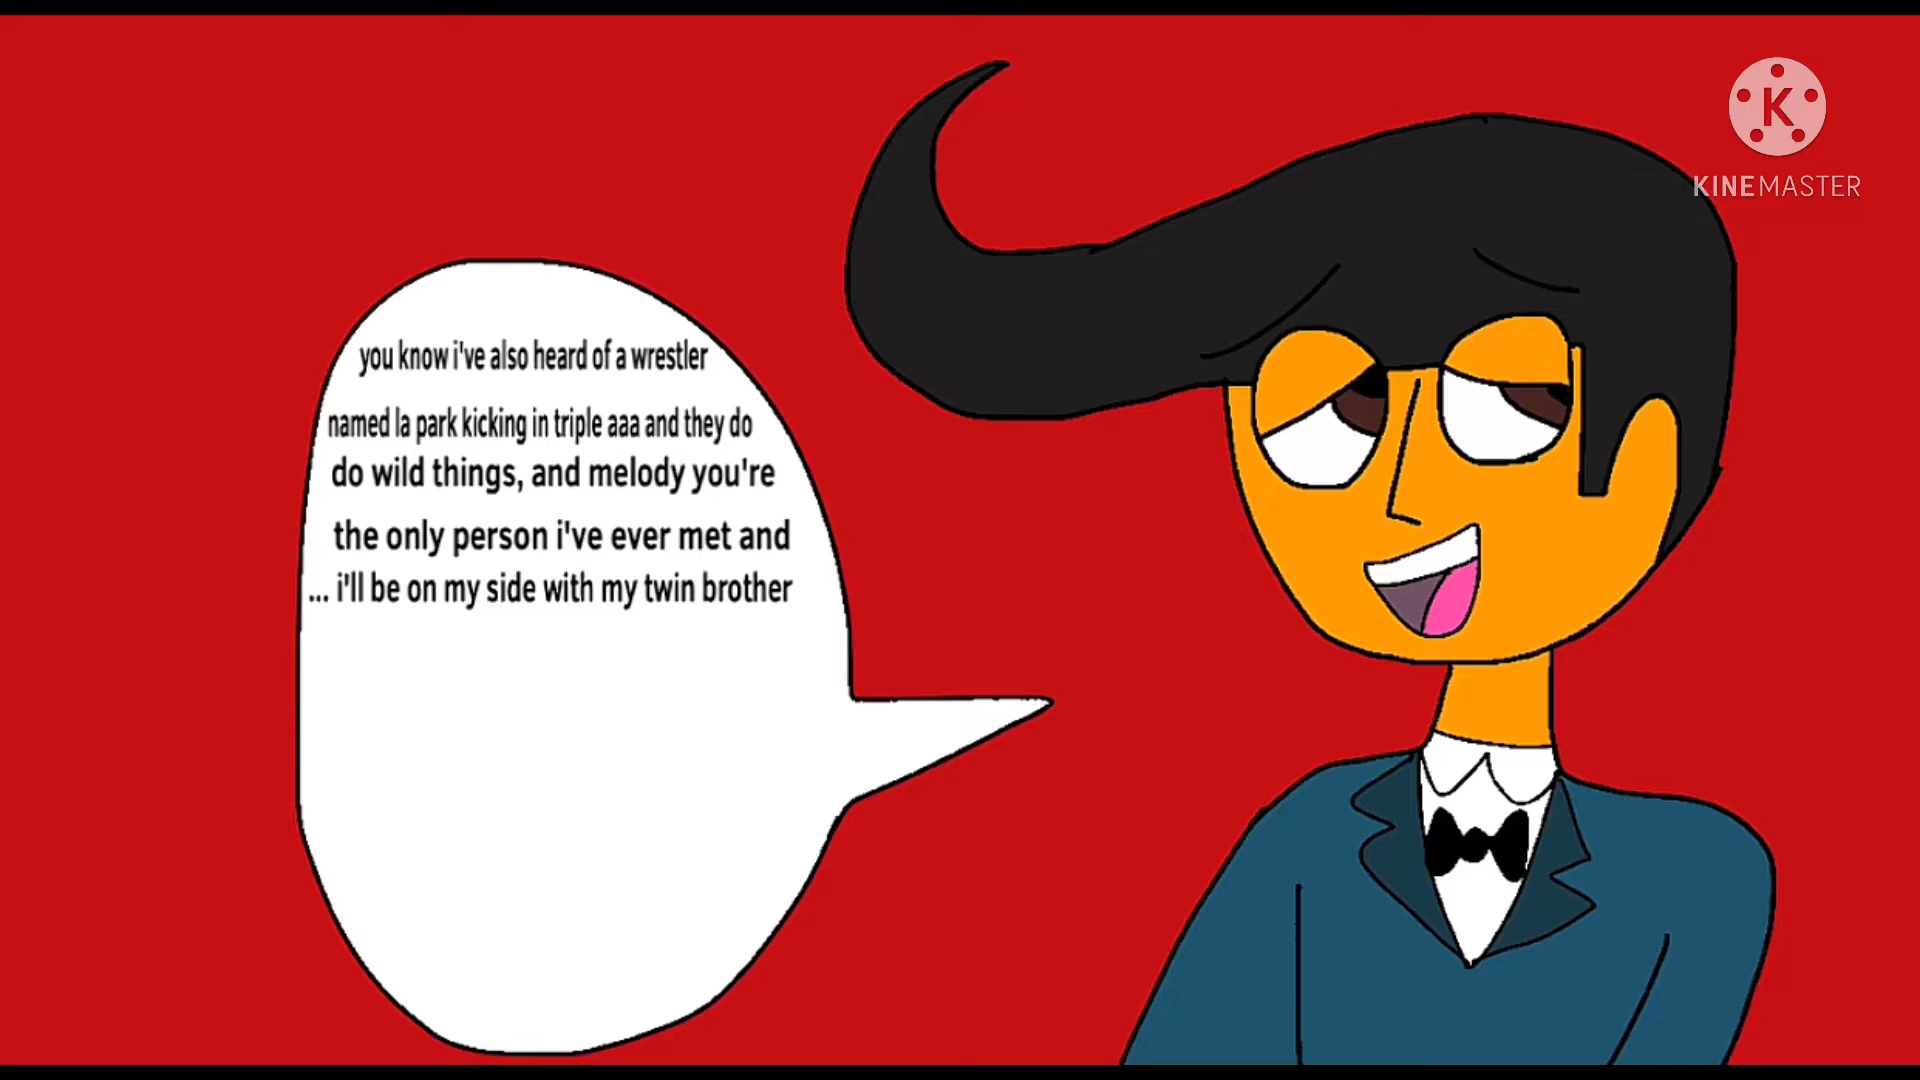 you know i've also heard of a wrestler
named la park kicking in triple aaa and they do
do wild things, and melody you're
the only person i've ever met and
... i'll be on my side with my twin brother
K
KINEMASTER